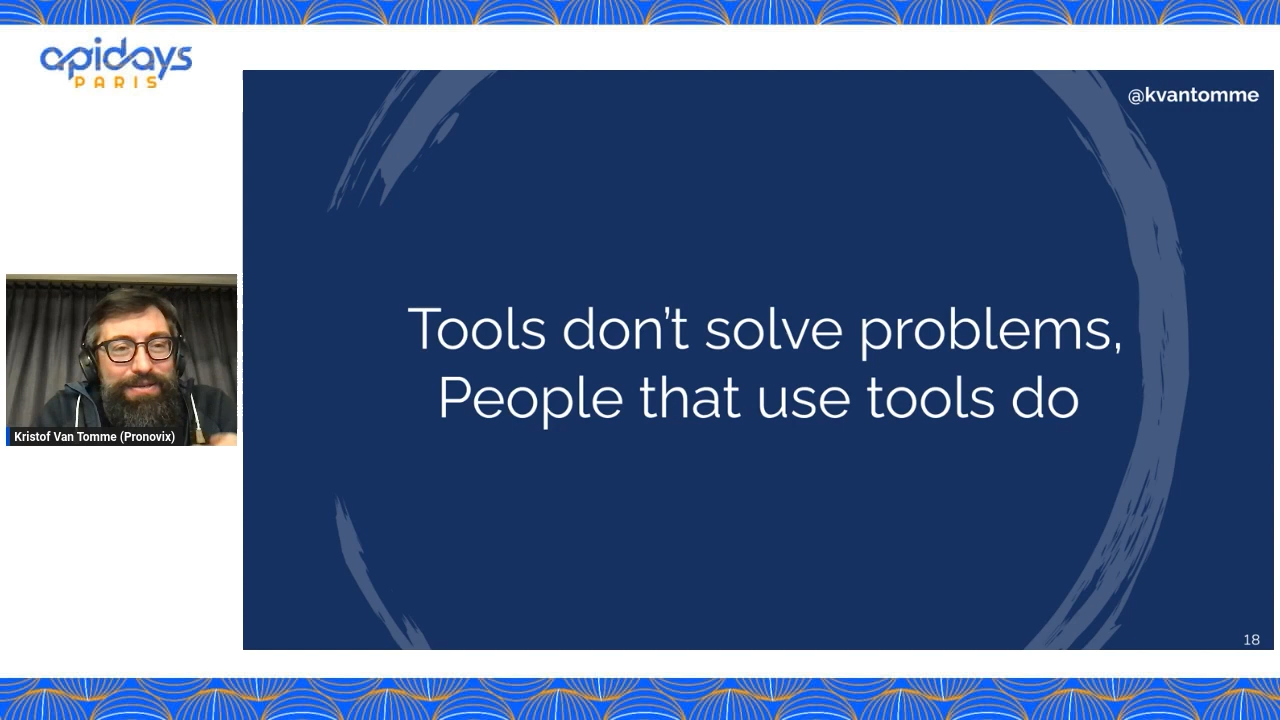 apidays
PARIS
@kvantomme
Tools don’t solve problems,
People that use tools do
Kristof Van Tomme (Pronovix)
18